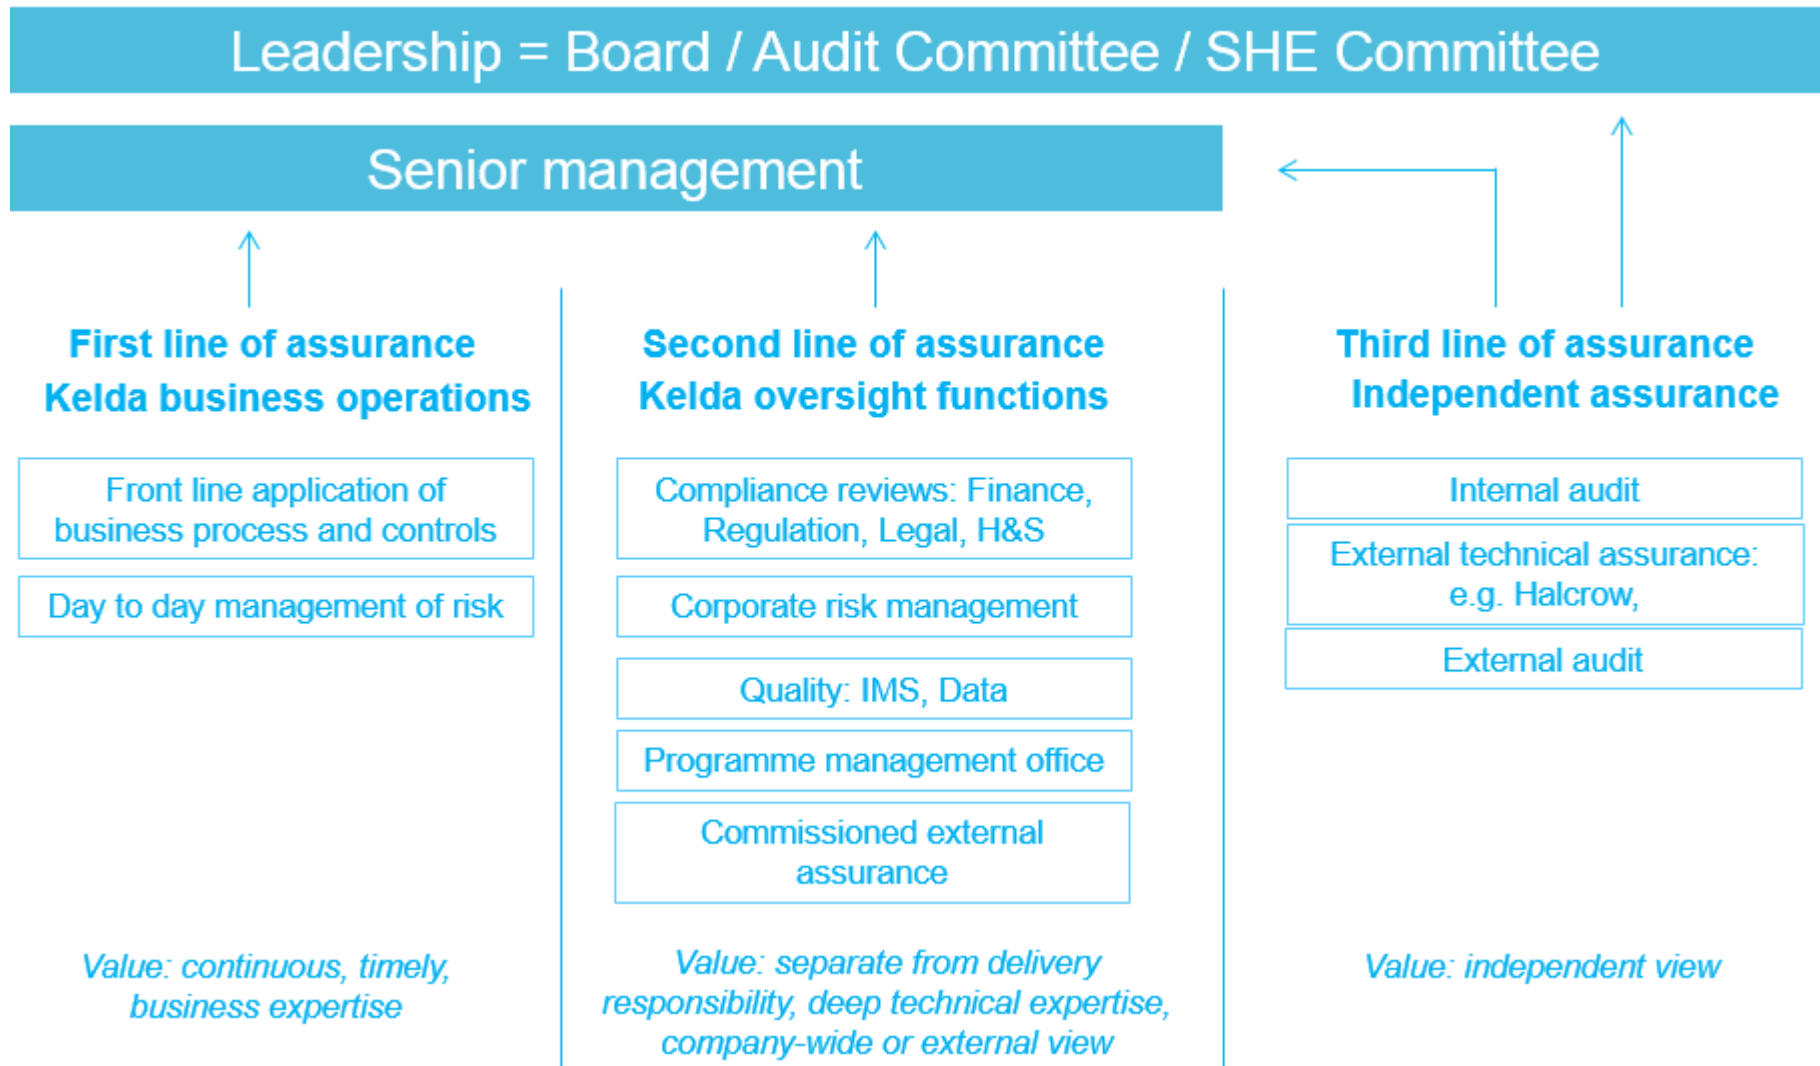 Leadership = Board / Audit Committee / SHE Committee
Senior management
First line of assurance
Kelda business operations
Front line application of
business process and controls
Day to day management of risk
Value: continuous, timely,
business expertise
Second line of assurance
Kelda oversight functions
Compliance reviews: Finance,
Regulation, Legal, H&S
Corporate risk management
Quality: IMS, Data
Programme management office
Commissioned external
assurance
Value: separate from delivery
responsibility, deep technical expertise,
company-wide or external view
Third line of assurance
Independent assurance
Internal audit
External technical assurance:
e.g. Halcrow,
External audit
Value: independent view